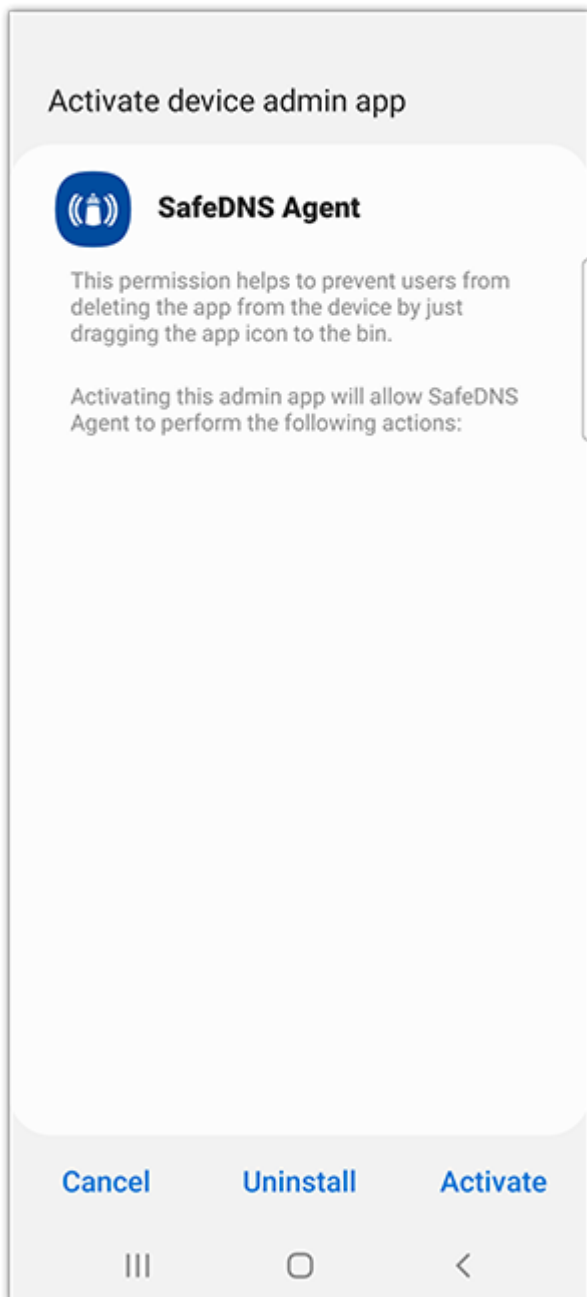 Activate device admin app
SafeDNS Agent
This permission helps to prevent users from
deleting the app from the device by just
dragging the app icon to the bin.
Activating this admin app will allow SafeDNS
Agent to perform the following actions:
Cancel Uninstall Activate